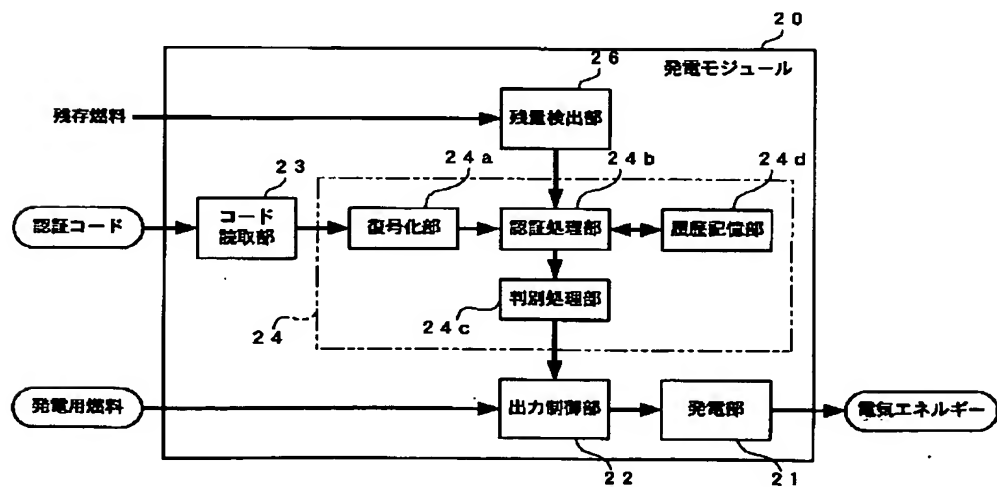 ２０
発電モジュール
２６
残存燃料
残量検出部
２４ａ
２４ｂ
２４ｄ
２３
認証コード
コード
読取部
復号化部
認証処理部
履歴記憶部
判別処理部
２４
２４ｃ
発電用燃料
出力制御部
発電部
電気エネルギー
２２
２１